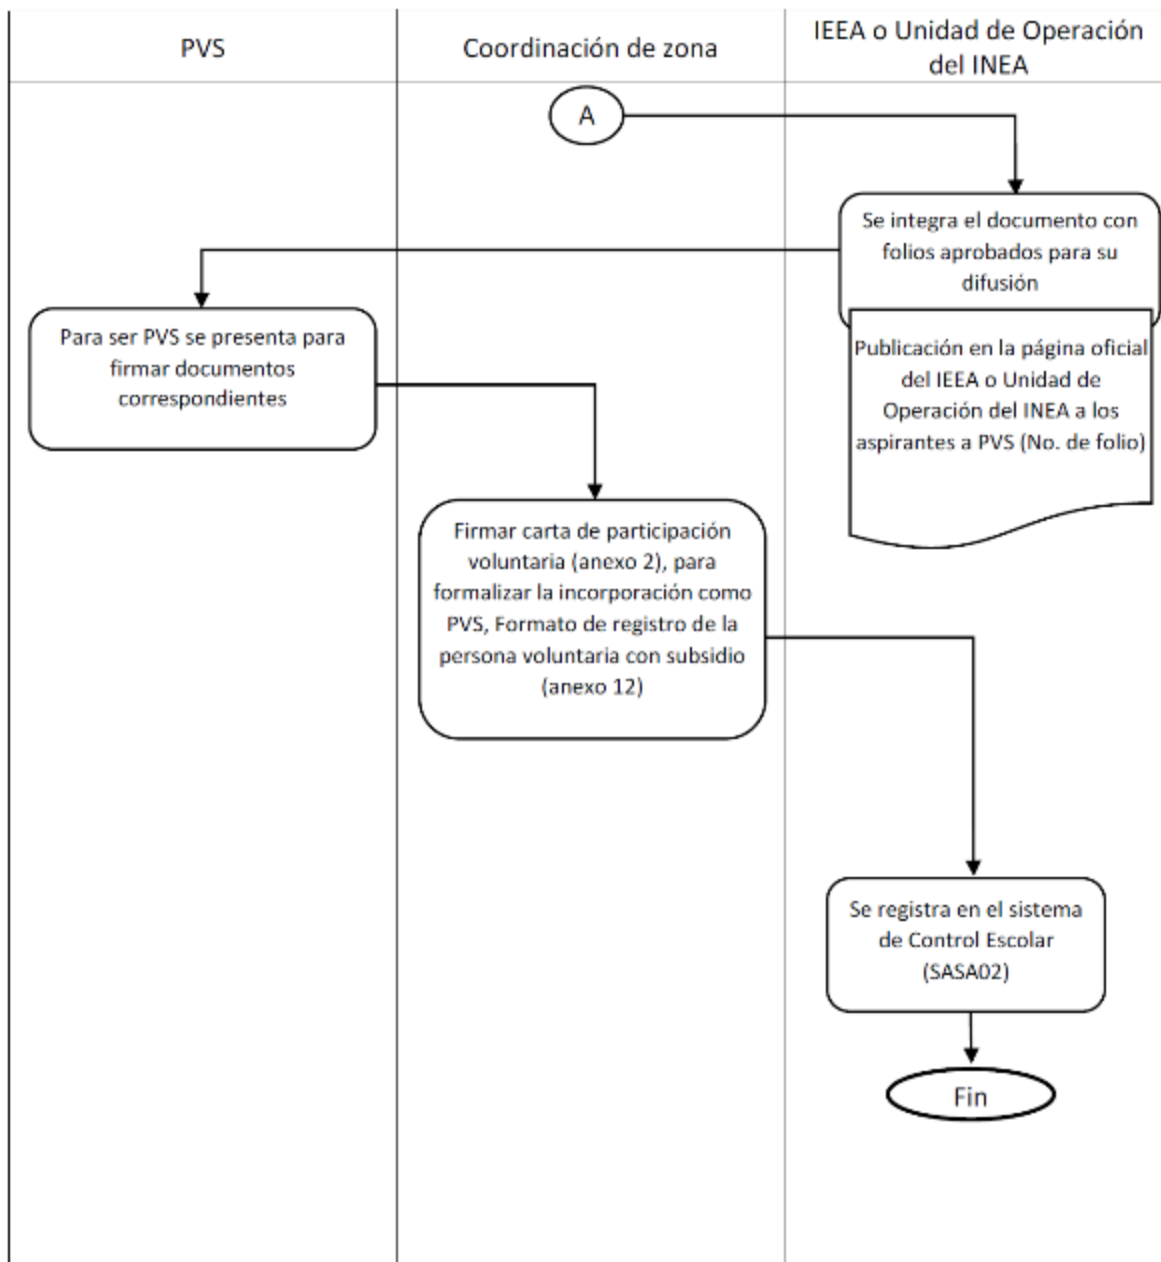 PVS
Coordinación de zona
IEEA o Unidad de Operación
del INEA
A
Se integra el documento con
folios aprobados para su
difusión
Publicación en la página oficial
del IEEA o Unidad de
Operación del INEA a los
aspirantes a PVS (No. de folio)
Para ser PVS se presenta para
firmar documentos
correspondientes
Firmar carta de participación
voluntaria (anexo 2), para
formalizar la incorporación como
PVS, Formato de registro de la
persona voluntaria con subsidio
(anexo 12)
Se registra en el sistema
de Control Escolar
(SASA02)
Fin